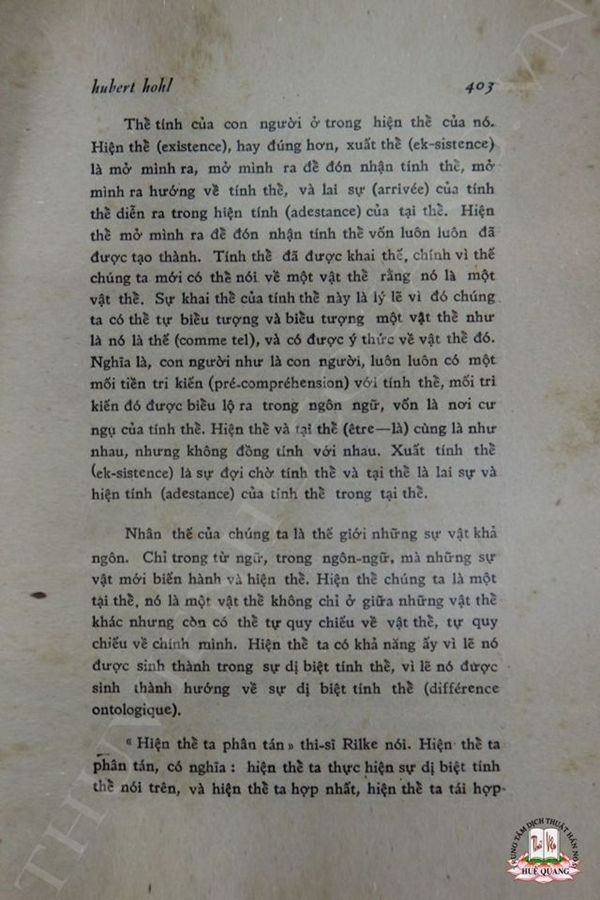 hubert hohl 403
Thể tính của con người ở trong hiện thể của nó.
Hiện thể (existence), hay đúng hơn, xuất thể (ek-sistence)
là mở mình ra, mở mình ra để đón nhận tính thể, mở
mình ra hướng về tính thể, và lai sự (arrivée) của tính
thể diễn ra trong hiện tính (adestance) của tại thể. Hiện
thể mở mình ra để đón nhận tính thể vốn luôn luôn đã
được tạo thành. Tính thể đã được khai thể, chính vì thế
chúng ta mới có thể nói về một vật thể rằng nó là một
vật thể. Sự khai thể của tính thể này là lý lẽ vì đó chúng
ta có thể tự biểu tượng và biểu tượng một vật thể như
là nó là thế (comme tel), và có được ý thức về vật thể đó.
Nghĩa là, con người như là con người, luôn luôn có một
mối tiền tri kiến (pré-compréhension) với tính thể, mối tri
kiến đó được biểu lộ ra trong ngôn ngữ, vốn là nơi cư
ngụ của tính thể. Hiện thể và tại thể (être—là) cùng là như
nhau, nhưng không đồng tính với nhau. Xuất tính thể
(ek-sistence) là sự đợi chờ tính thể và tại thể là lai sự và
hiện tính (adestance) của tính thể trong tại thể.
Nhân thế của chúng ta là thế giới những sự vật khả
ngôn. Chỉ trong từ ngữ, trong ngôn-ngữ, mà những sự
vật mới biến hành và hiện thể. Hiện thể chúng ta là một
tại thể, nó là một vật thể không chỉ ở giữa những vật thể
khác nhưng còn có thể tự quy chiếu về vật thể, tự quy
chiếu về chính mình. Hiện thể ta có khả năng ấy vì lẽ nó
được sinh thành trong sự dị biệt tính thể, vì lẽ nó được
sinh thành hướng về sự dị biệt tính thể (différence
ontologique).
“ Hiện thể ta phân tán » thi-sĩ Rilke nói. Hiện thể ta
phân tán, có nghĩa : hiện thể ta thực hiện sự dị biệt tính
thể nói trên, và hiện thể ta hợp nhất, hiện thể ta tái hợp
TRUNG TÂM DỊCH THUẬT HÁN NÔM
HUỆ QUANG